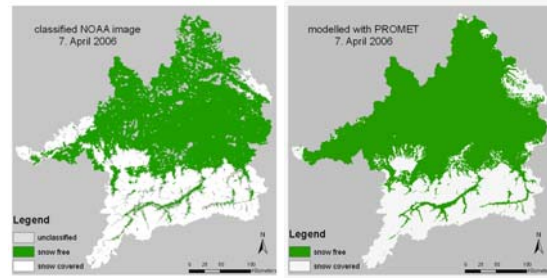 classified NOAA image
7. April 2006
Legend
unclassified
snow free
snow covered
N
modelled with PROMET
7. April 2006
Legend
snow free
snow covered
N